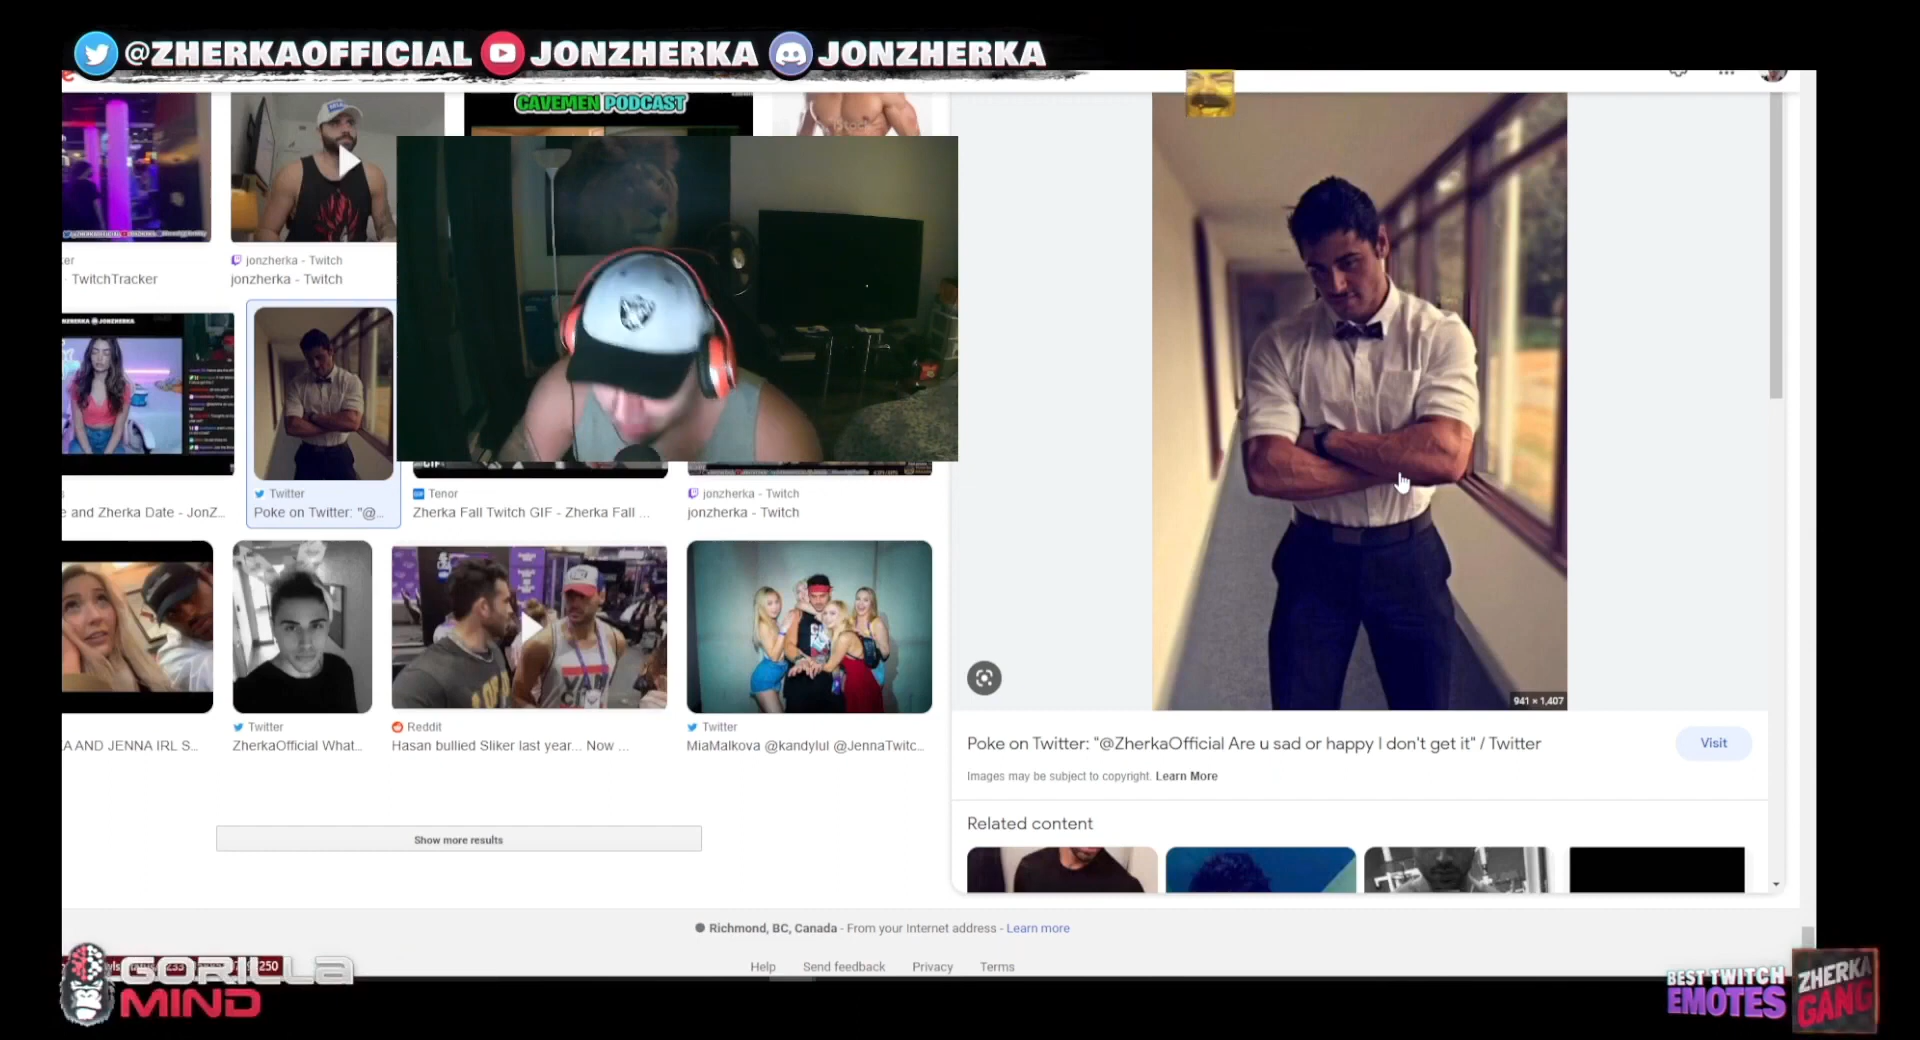 @ZHERKAOFFICIAL JONZHERKA JONZHERKA
CAVEMEN PODCAST
jonzherka - Twitch
TwitchTracker
jonzherka - Twitch
JONZHERKA
Twitter
Poke on Twitter: "@...
Tenor
Zherka Fall Twitch GIF - Zherka Fall ...
jonzherka - Twitch
jonzherka - Twitch
e and Zherka Date - JonZ...
GIF
941 × 1,407
Twitter
ZherkaOfficial What...
Reddit
Hasan bullied Sliker last year... Now ...
Twitter
MiaMalkova @kandylul @JennaTwitc...
A AND JENNA IRL S...
Poke on Twitter: "@ZherkaOfficial Are u sad or happy I don't get it" / Twitter
Visit
Images may be subject to copyright. Learn More
Related content
Show more results
Richmond, BC, Canada - From your Internet address - Learn more
Help Send feedback Privacy Terms
GORILLA
MIND
BEST TWITCH
EMOTES
ZHERKA
GANG